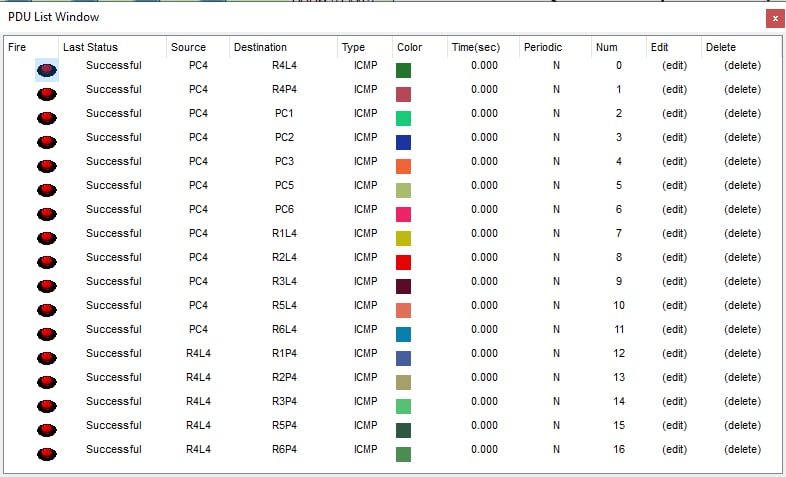 PDU List Window
x
Fire Last Status Source Destination Type Color Time(sec) Periodic Num Edit Delete
Successful PC4 R4L4 ICMP 0.000 N 0 (edit) (delete)
Successful PC4 R4P4 ICMP 0.000 N 1 (edit) (delete)
Successful PC4 PC1 ICMP 0.000 N 2 (edit) (delete)
Successful PC4 PC2 ICMP 0.000 N 3 (edit) (delete)
Successful PC4 PC3 ICMP 0.000 N 4 (edit) (delete)
Successful PC4 PC5 ICMP 0.000 N 5 (edit) (delete)
Successful PC4 PC6 ICMP 0.000 N 6 (edit) (delete)
Successful PC4 R1L4 ICMP 0.000 N 7 (edit) (delete)
Successful PC4 R2L4 ICMP 0.000 N 8 (edit) (delete)
Successful PC4 R3L4 ICMP 0.000 N 9 (edit) (delete)
Successful PC4 R5L4 ICMP 0.000 N 10 (edit) (delete)
Successful PC4 R6L4 ICMP 0.000 N 11 (edit) (delete)
Successful R4L4 R1P4 ICMP 0.000 N 12 (edit) (delete)
Successful R4L4 R2P4 ICMP 0.000 N 13 (edit) (delete)
Successful R4L4 R3P4 ICMP 0.000 N 14 (edit) (delete)
Successful R4L4 R5P4 ICMP 0.000 N 15 (edit) (delete)
Successful R4L4 R6P4 ICMP 0.000 N 16 (edit) (delete)